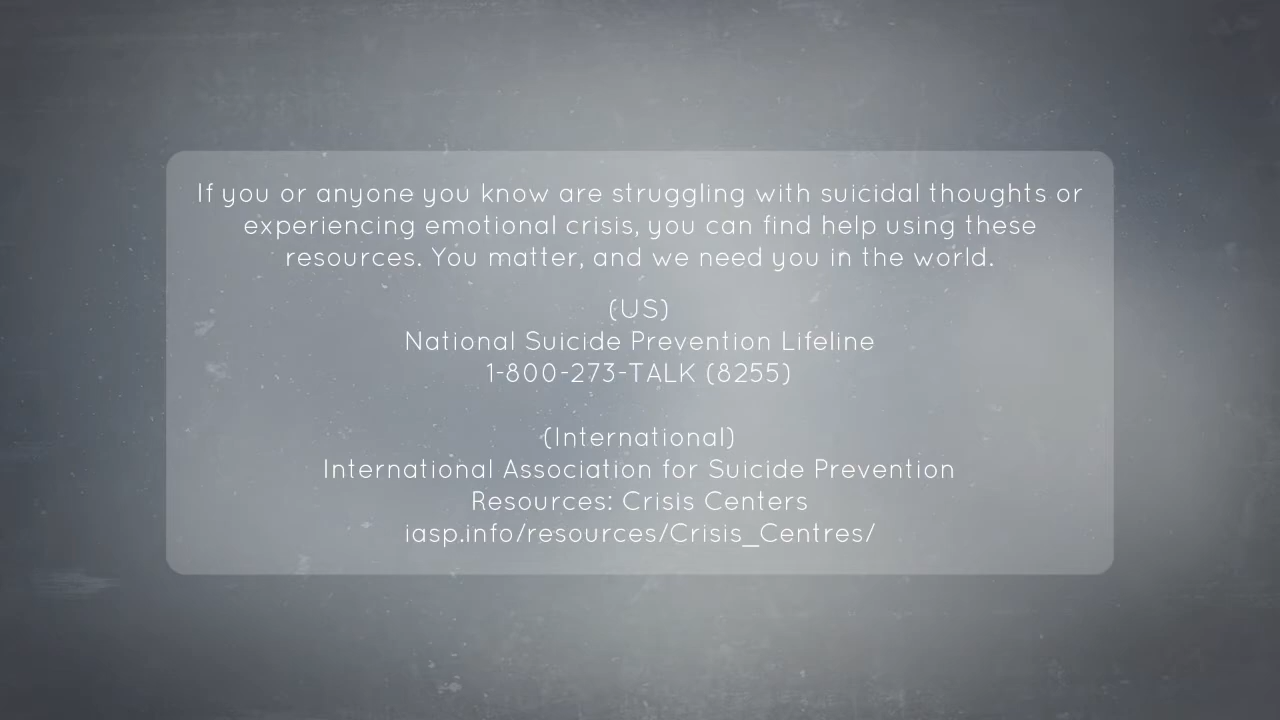 If you or anyone you know are struggling with suicidal thoughts or
experiencing emotional crisis, you can find help using these
resources. You matter, and we need you in the world.
(US)
National Suicide Prevention Lifeline
1-800-273-TALK (8255)
(International)
International Association for Suicide Prevention
Resources: Crisis Centers
iasp.info/resources/Crisis_Centres/